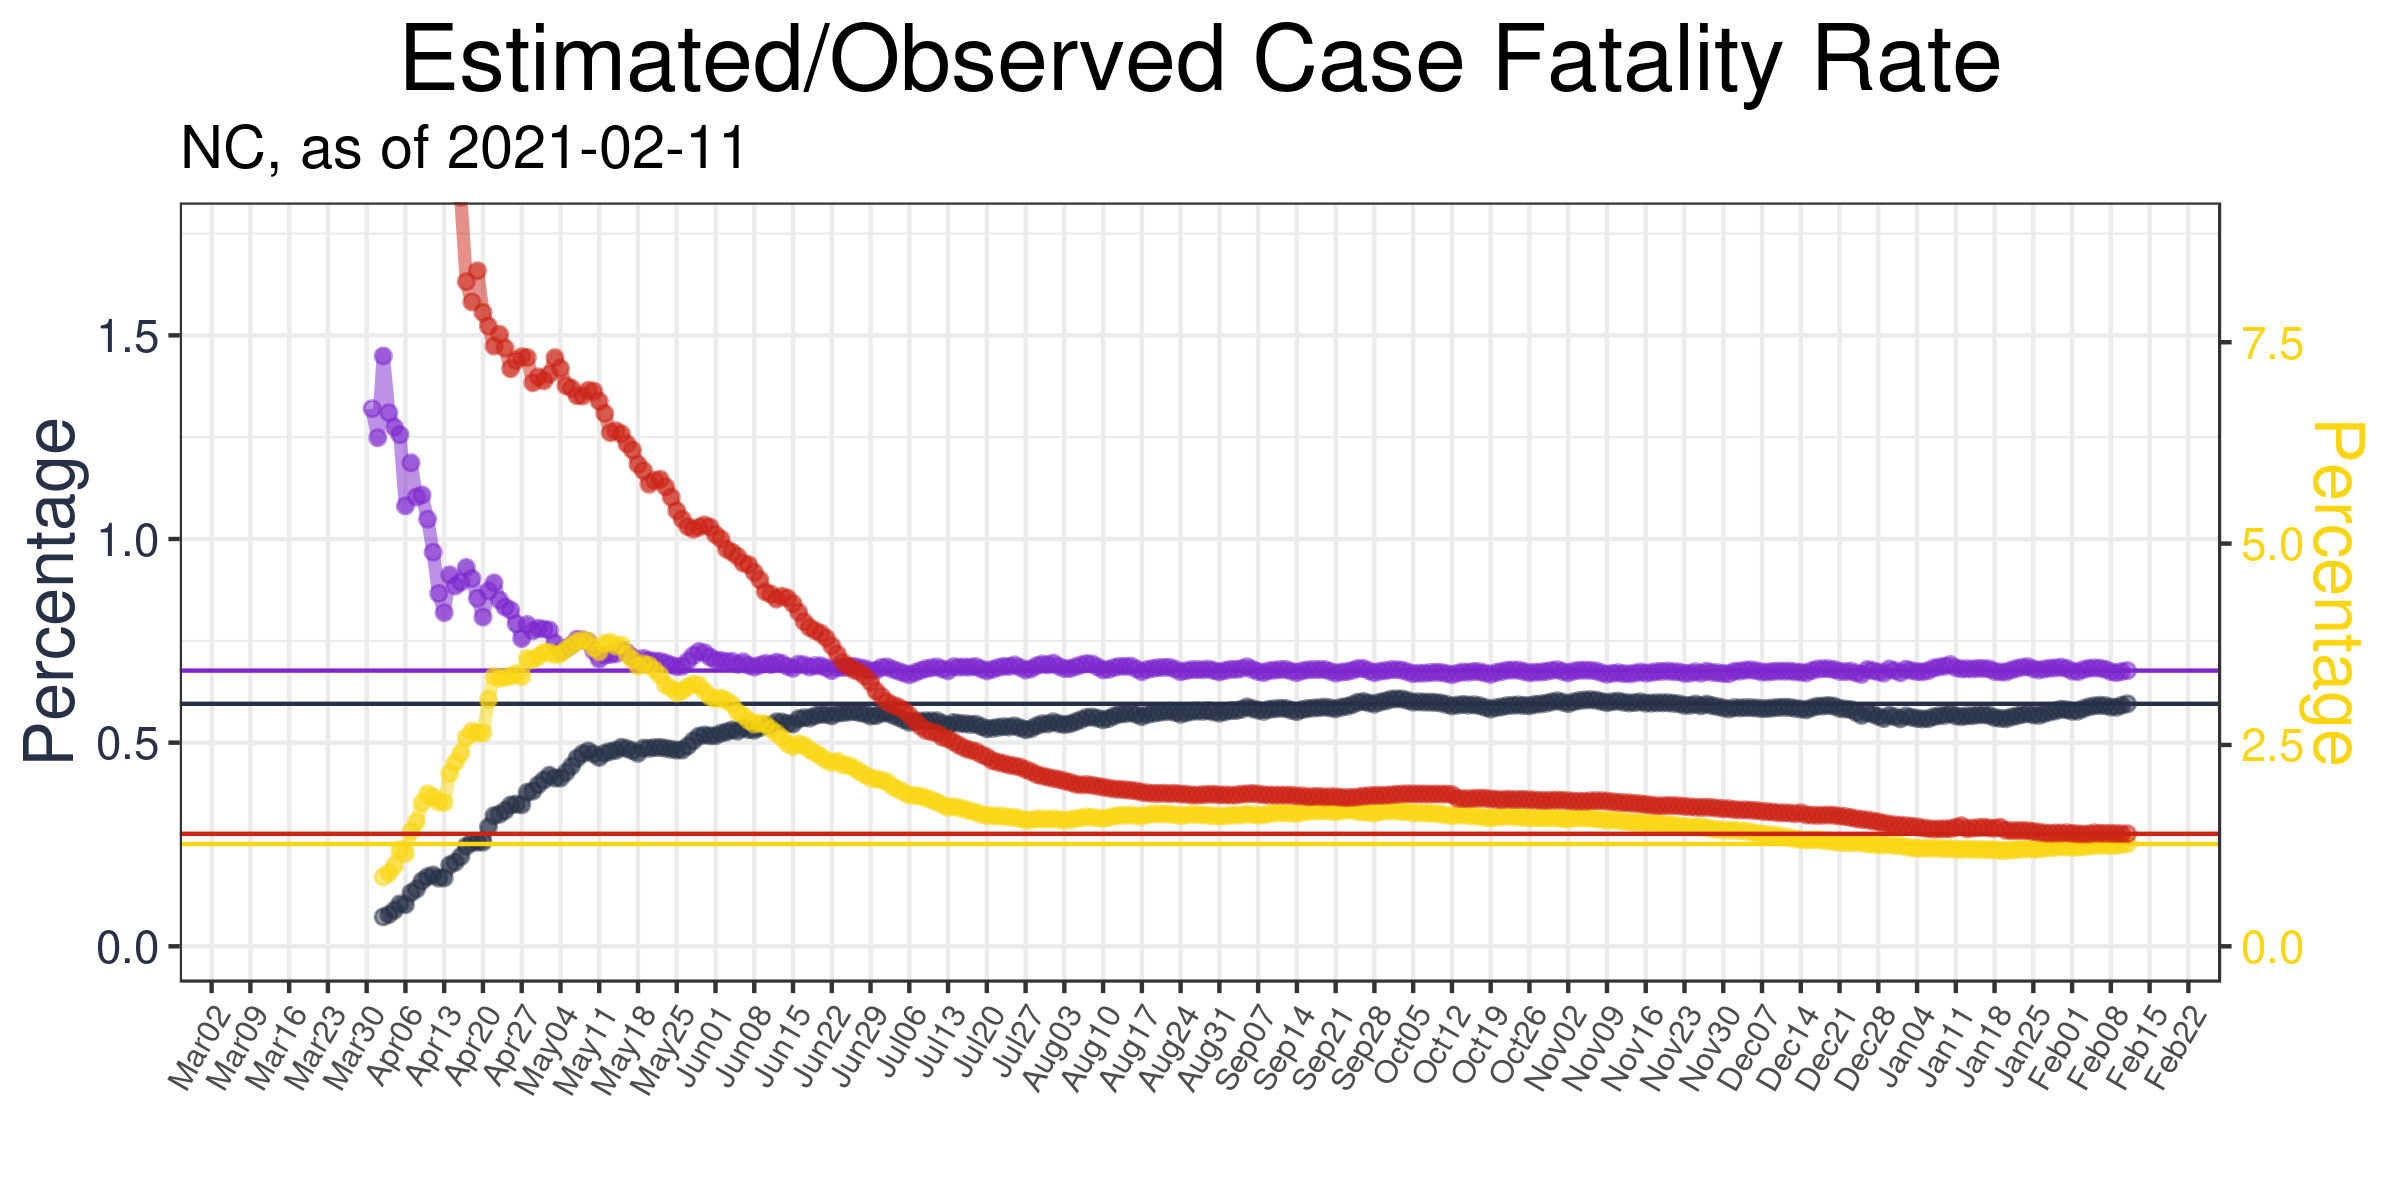 Estimated/Observed Case Fatality Rate
NC, as of 2021-02-11
Percentage
1.5
1.0
0.5
0.0
7.5
5.0
2.5
0.0
Percentage
Mar02
Mar09
Mar16
Mar23
Mar30
Apr06
Apr13
Apr20
Apr27
May04
May11
May18
May25
Jun01
Jun08
Jun15
Jun22
Jun29
Jul06
Jul13
Jul20
Jul27
Aug03
Aug10
Aug17
Aug24
Aug31
Sep07
Sep14
Sep21
Sep28
Oct05
Oct12
Oct19
Oct26
Nov02
Nov09
Nov16
Nov23
Nov30
Dec07
Dec14
Dec21
Dec28
Dec04
Jan11
Jan18
Jan25
Feb01
Feb08
Feb15
Feb22